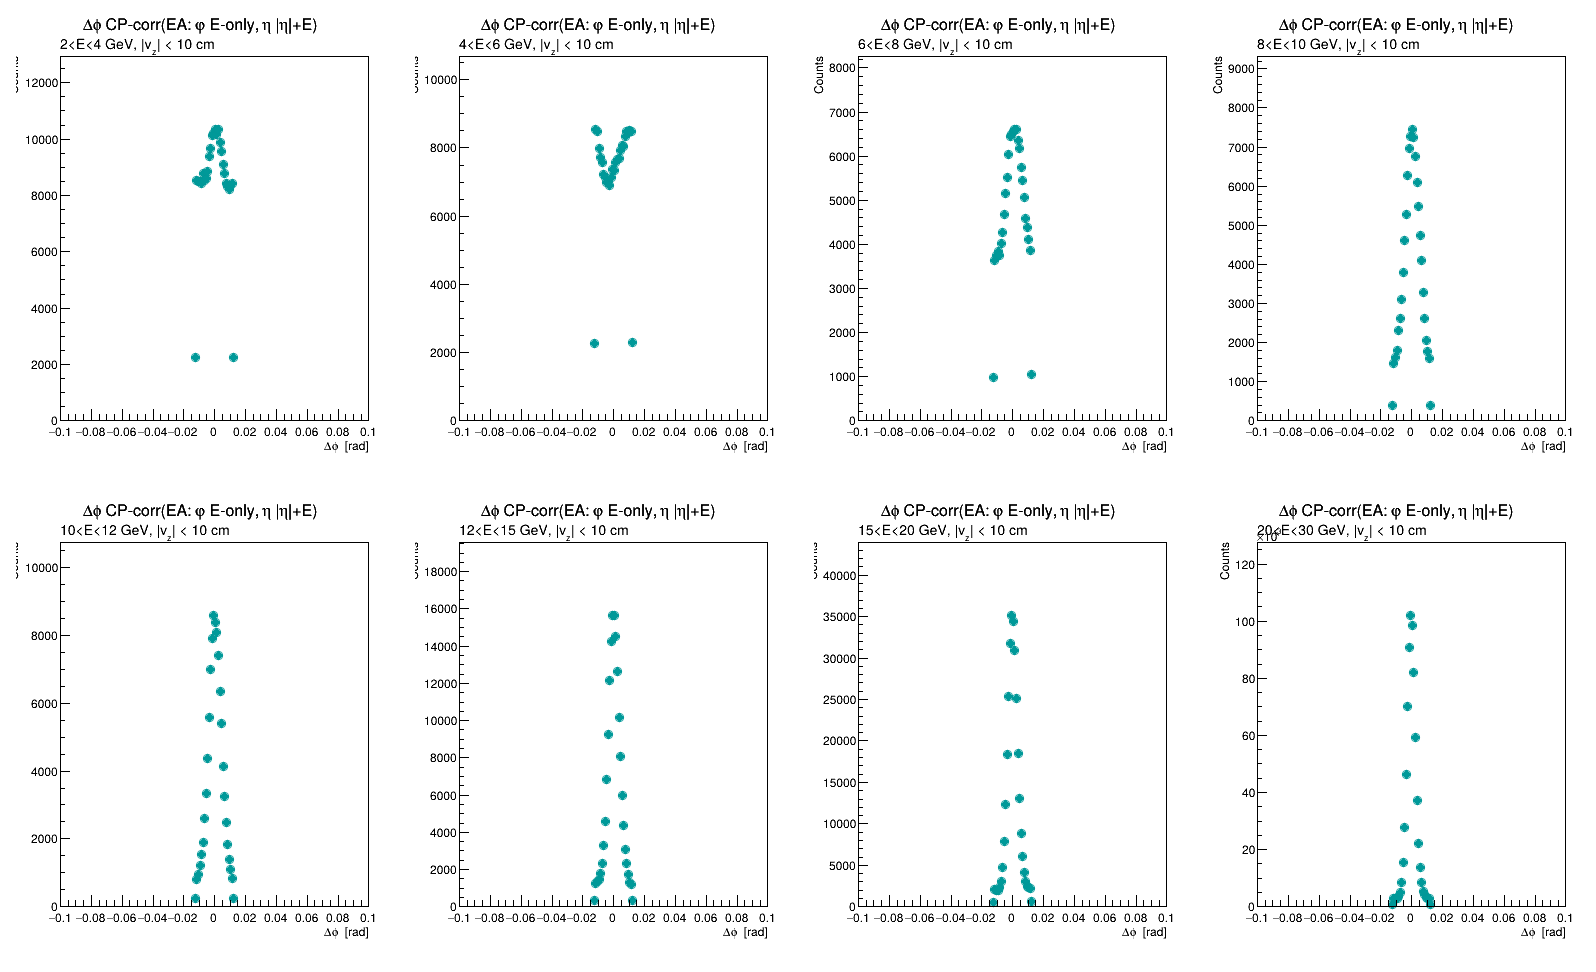 Δϕ CP-corr(EA: φ E-only, η |η|+E)
2<E<4 GeV, |vz| < 10 cm
Counts
12000
10000
8000
6000
4000
2000
0
−0.1 −0.08 −0.06 −0.04 −0.02 0 0.02 0.04 0.06 0.08 0.1
Δϕ [rad]
Δϕ CP-corr(EA: φ E-only, η |η|+E)
4<E<6 GeV, |vz| < 10 cm
Counts
10000
8000
6000
4000
2000
0
−0.1 −0.08 −0.06 −0.04 −0.02 0 0.02 0.04 0.06 0.08 0.1
Δϕ [rad]
Δϕ CP-corr(EA: φ E-only, η |η|+E)
6<E<8 GeV, |vz| < 10 cm
Counts
8000
7000
6000
5000
4000
3000
2000
1000
0
−0.1 −0.08 −0.06 −0.04 −0.02 0 0.02 0.04 0.06 0.08 0.1
Δϕ [rad]
Δϕ CP-corr(EA: φ E-only, η |η|+E)
8<E<10 GeV, |vz| < 10 cm
Counts
9000
8000
7000
6000
5000
4000
3000
2000
1000
0
−0.1 −0.08 −0.06 −0.04 −0.02 0 0.02 0.04 0.06 0.08 0.1
Δϕ [rad]
Δϕ CP-corr(EA: φ E-only, η |η|+E)
10<E<12 GeV, |vz| < 10 cm
Counts
10000
8000
6000
4000
2000
0
−0.1 −0.08 −0.06 −0.04 −0.02 0 0.02 0.04 0.06 0.08 0.1
Δϕ [rad]
Δϕ CP-corr(EA: φ E-only, η |η|+E)
12<E<15 GeV, |vz| < 10 cm
Counts
18000
16000
14000
12000
10000
8000
6000
4000
2000
0
−0.1 −0.08 −0.06 −0.04 −0.02 0 0.02 0.04 0.06 0.08 0.1
Δϕ [rad]
Δϕ CP-corr(EA: φ E-only, η |η|+E)
15<E<20 GeV, |vz| < 10 cm
Counts
40000
35000
30000
25000
20000
15000
10000
5000
0
−0.1 −0.08 −0.06 −0.04 −0.02 0 0.02 0.04 0.06 0.08 0.1
Δϕ [rad]
Δϕ CP-corr(EA: φ E-only, η |η|+E)
20<E<30 GeV, |vz| < 10 cm
Counts
120
100
80
60
40
20
0
−0.1 −0.08 −0.06 −0.04 −0.02 0 0.02 0.04 0.06 0.08 0.1
Δϕ [rad]